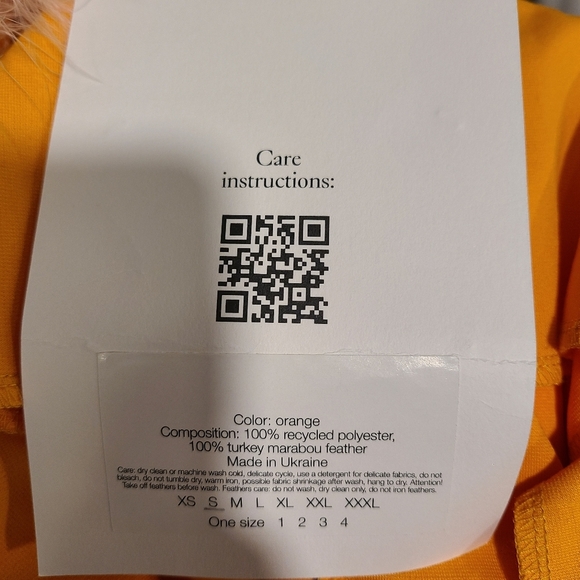 Care
instructions:
Color: orange
Composition: 100% recycled polyester,
100% turkey marabou feather
Made in Ukraine
Care: dry clean or machine wash cold, delicate cycle, use a detergent for delicate fabrics, do not
bleach, do not tumble dry, warm iron, possible fabric shrinkage after wash, hang to dry. Attention!
Take off feathers before wash. Feathers care: do not wash, dry clean only, do not iron feathers.
XS S M L XL XXL XXXL
One size 1 2 3 4